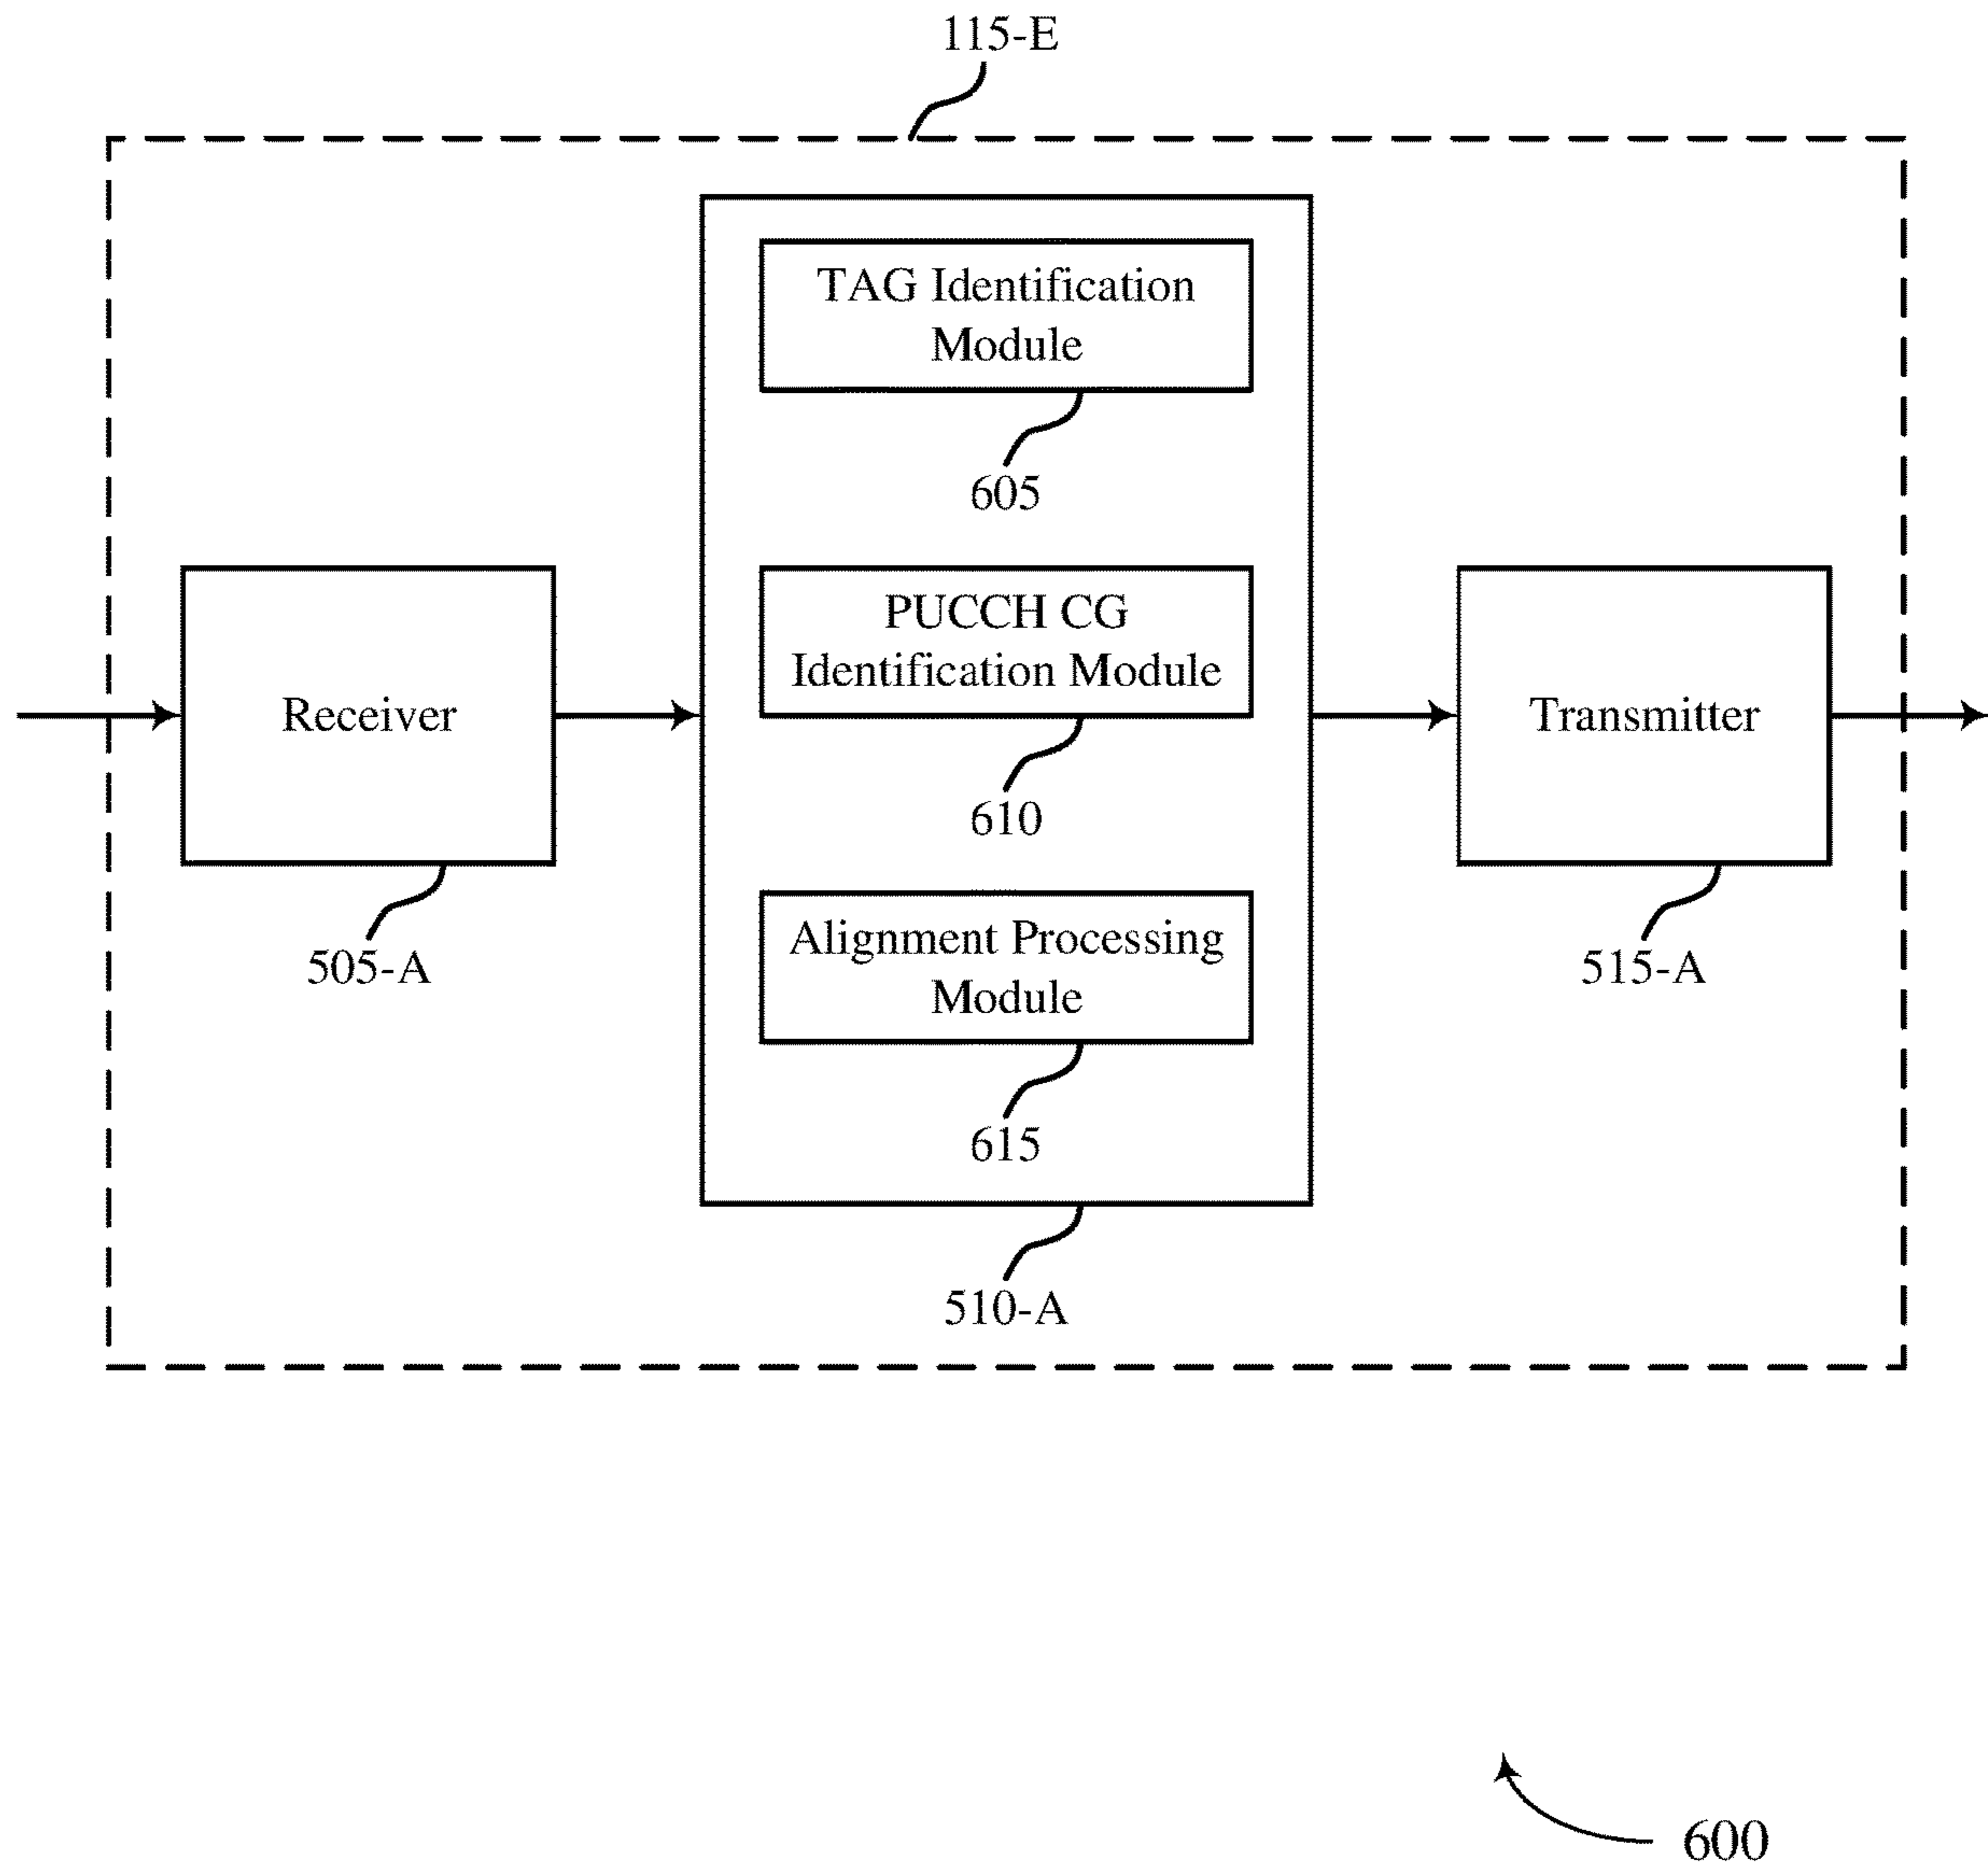 115-E
TAG Identification
Module
605
PUCCH CG
Identification Module
610
Receiver
Transmitter
Alignment Processing
Module
505-A
515-A
615
510-A
600